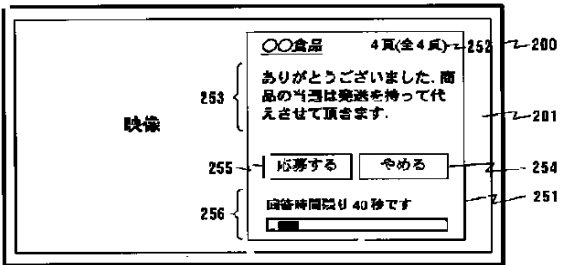 〇〇食品 4頁(全4頁) 252 200
253 ありがとうございました.商
品の当選は発送を持って代
えさせて頂きます.
映像
201
255 応募する やめる 254
251
256 回答時間残り40秒です